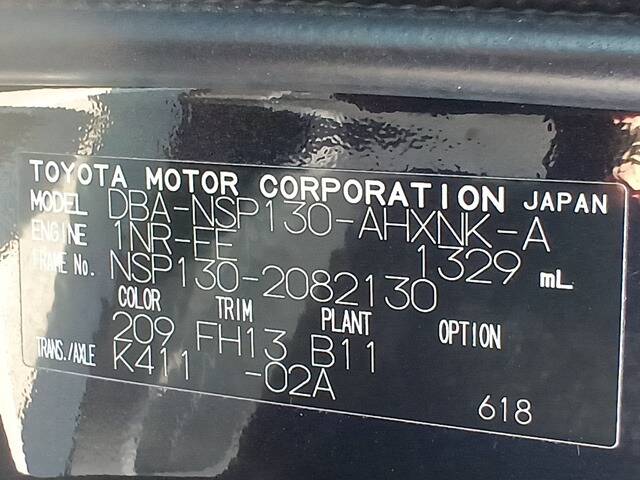 TOYOTA MOTOR CORPORATION JAPAN
MODEL DBA-NSP130-AHXNK-A
ENGINE 1NR-FE 1329 mL
FRAME No. NSP130-2082130
COLOR TRIM PLANT OPTION
209 FH13 B11
TRANS./AXLE K411 -02A
618